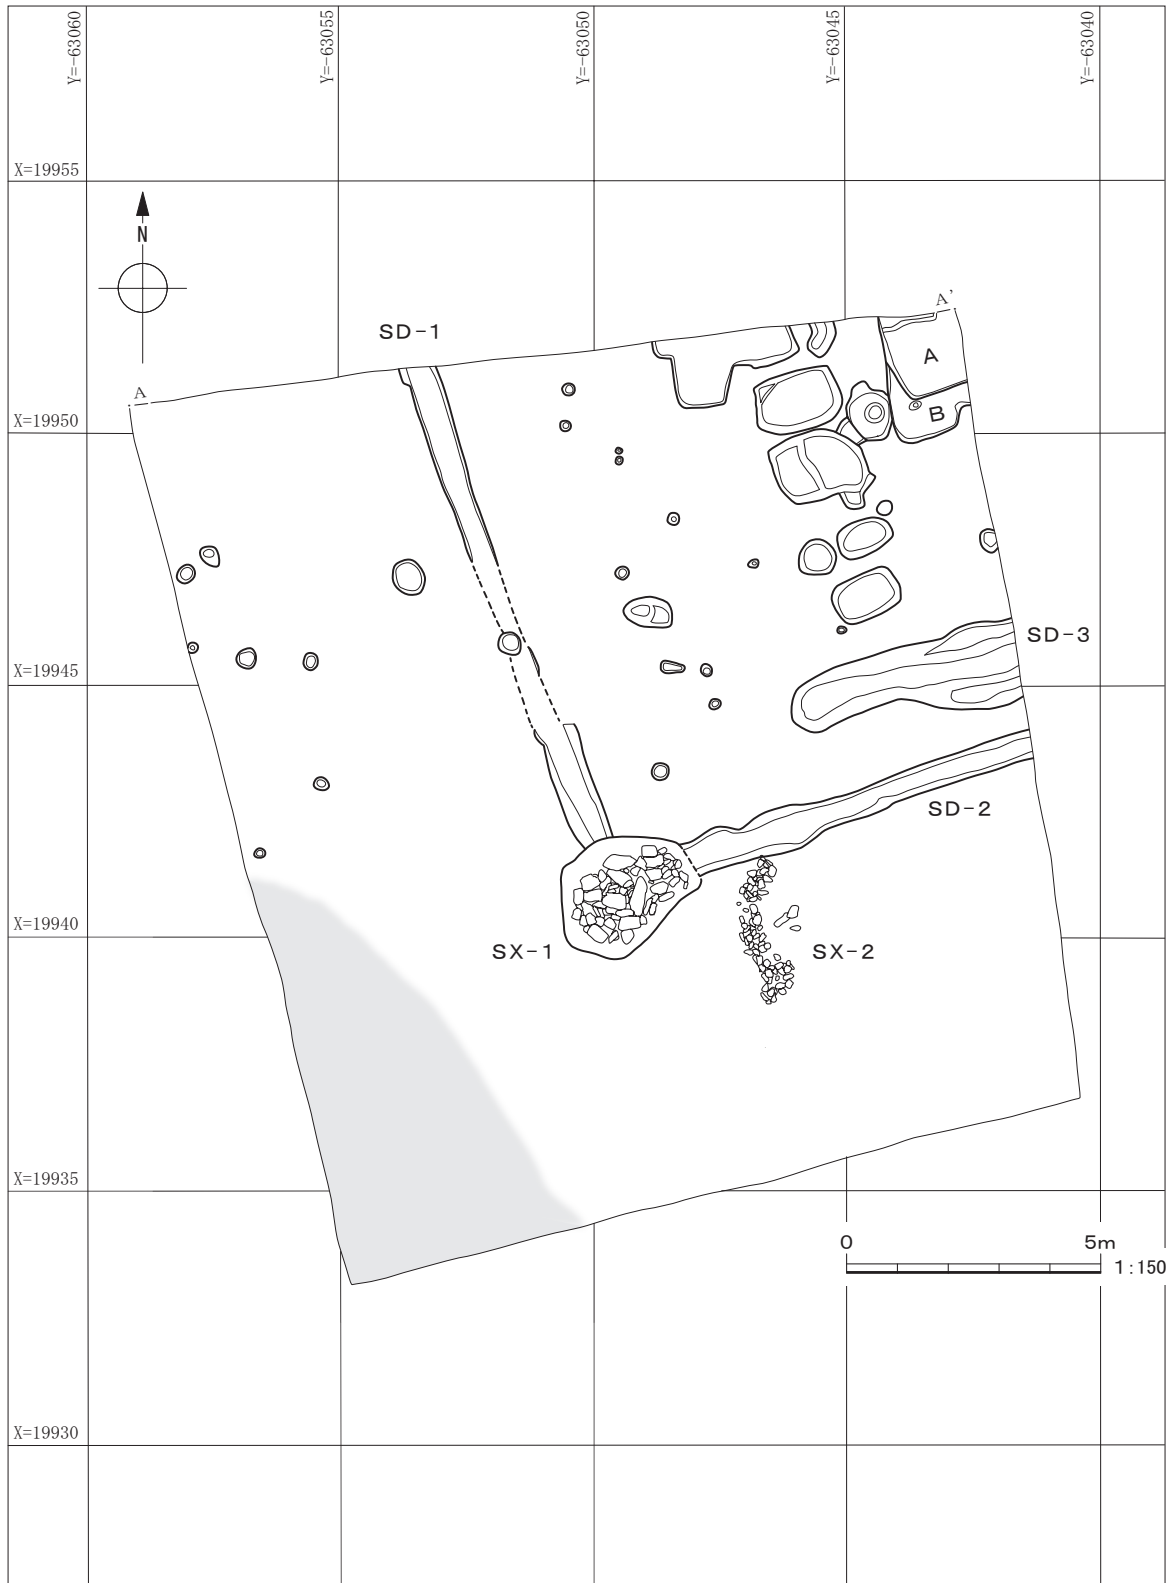 Y=-63060
Y=-63055
Y=-63050
Y=-63045
Y=-63040
X=19955
N
A'
SD-1
A
B
A
X=19950
SD-3
X=19945
SD-2
X=19940
SX-1
SX-2
X=19935
0 5m
1:150
X=19930